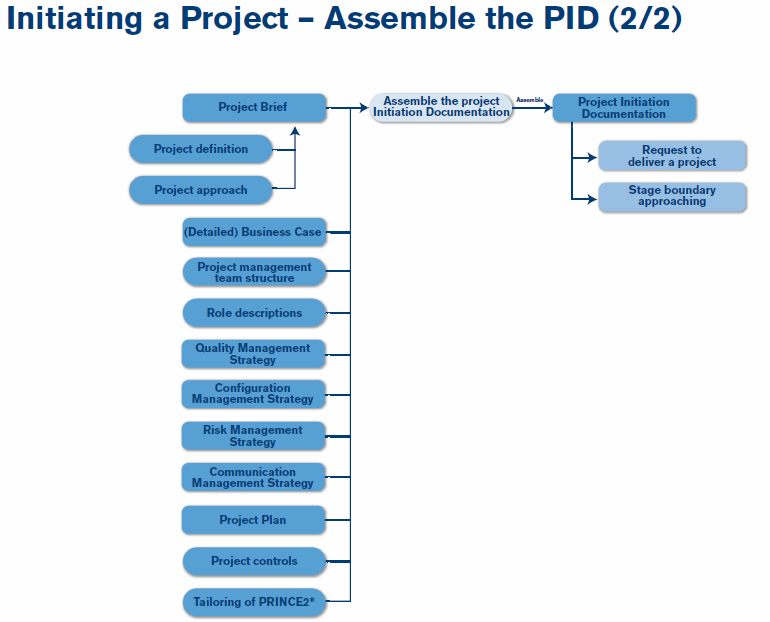 Initiating a Project – Assemble the PID (2/2)
Project Brief
Assemble the project
Initiation Documentation
Assemble
Project Initiation
Documentation
Project definition
Request to
deliver a project
Project approach
Stage boundary
approaching
(Detailed) Business Case
Project management
team structure
Role descriptions
Quality Management
Strategy
Configuration
Management Strategy
Risk Management
Strategy
Communication
Management Strategy
Project Plan
Project controls
Tailoring of PRINCE2®